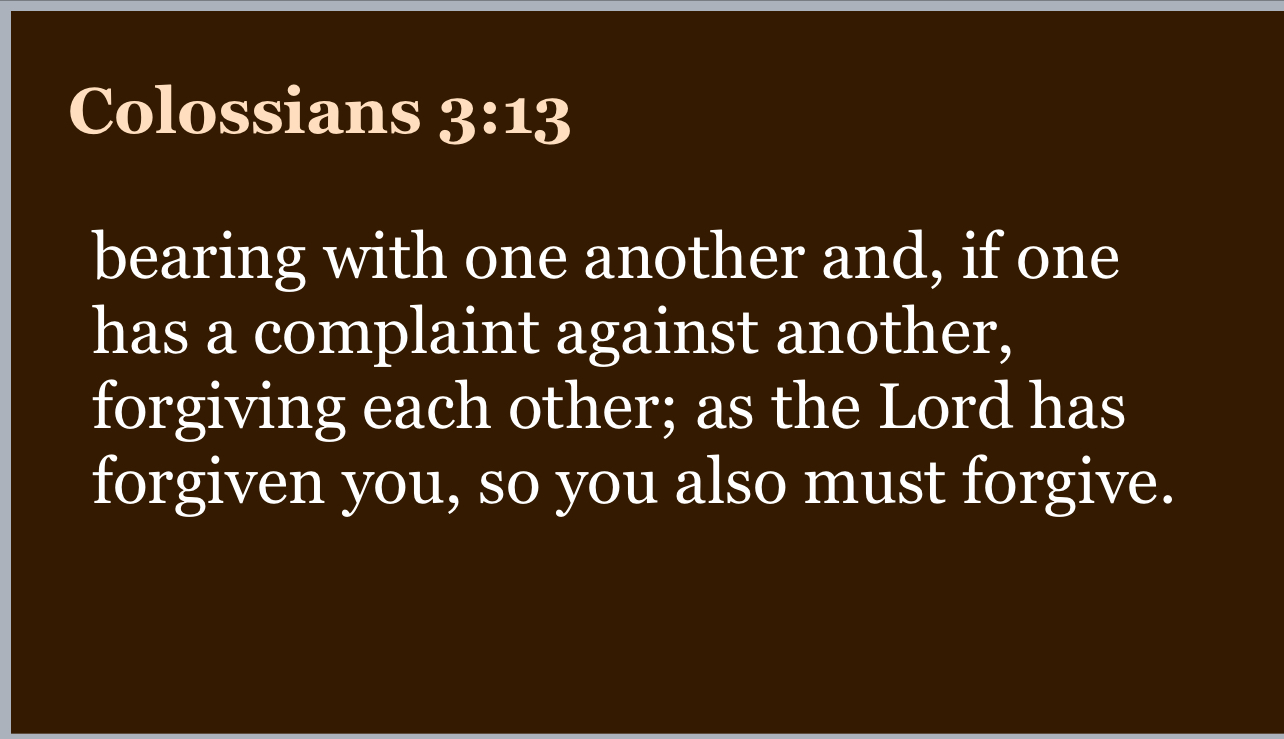 Colossians 3:13
bearing with one another and, if one
has a complaint against another,
forgiving each other; as the Lord has
forgiven you, so you also must forgive.